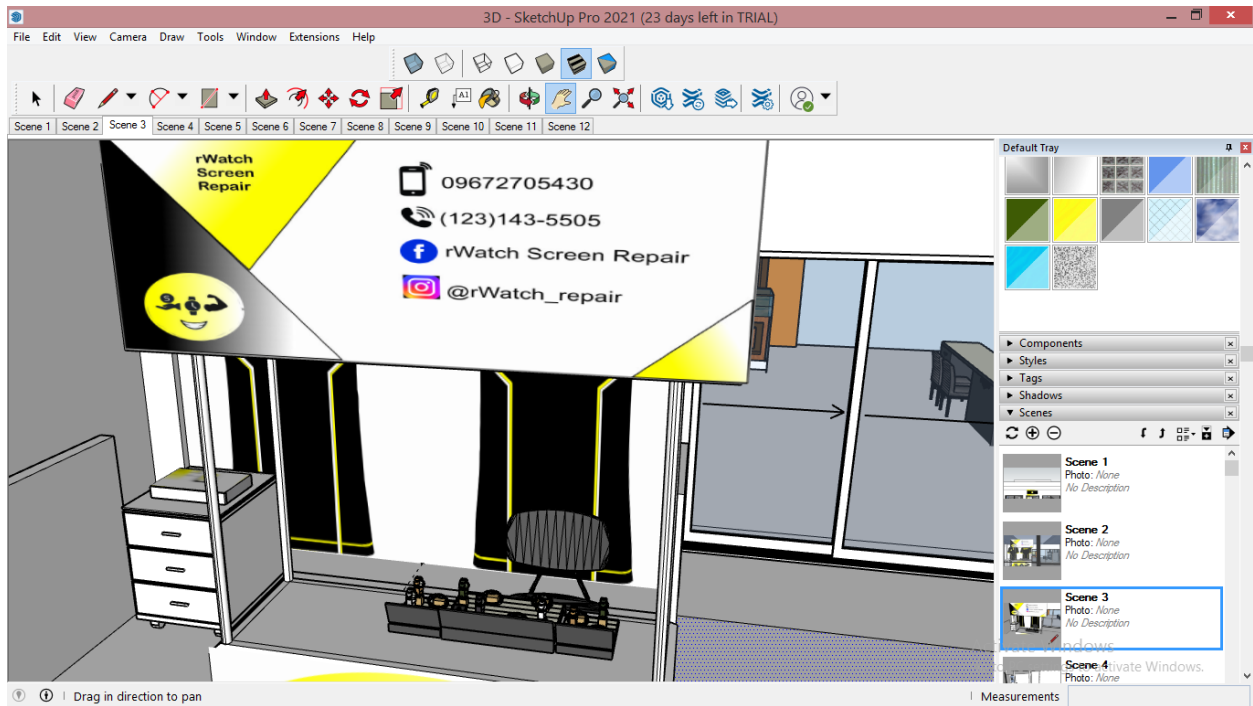 3D - SketchUp Pro 2021 (23 days left in TRIAL)
File Edit View Camera Draw Tools Window Extensions Help
A1
Scene 1 Scene 2 Scene 3 Scene 4 Scene 5 Scene 6 Scene 7 Scene 8 Scene 9 Scene 10 Scene 11 Scene 12
rWatch
Screen
Repair
09672705430
(123)143-5505
rWatch Screen Repair
@rWatch_repair
Default Tray
Components
Styles
Tags
Shadows
Scenes
Scene 1
Photo: None
No Description
Scene 2
Photo: None
No Description
Scene 3
Photo: None
No Description
Scene 4
Photo: None
Windows
Activate Windows.
Drag in direction to pan
Measurements